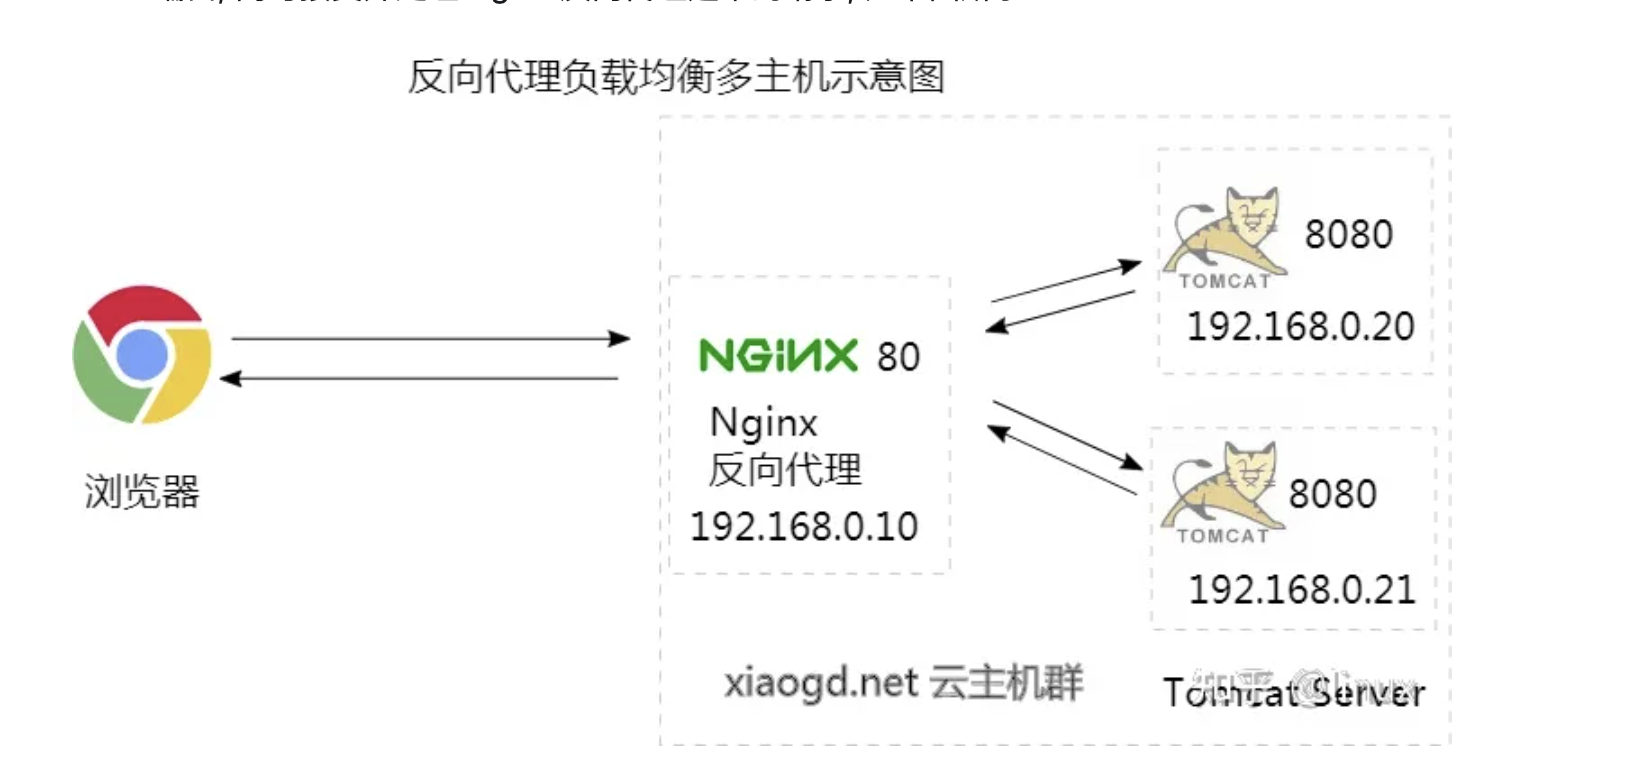 反向代理负载均衡多主机示意图
8080
TOMCAT
192.168.0.20
NGiNX 80
Nginx
反向代理
192.168.0.10
浏览器
8080
TOMCAT
192.168.0.21
xiaogd.net 云主机群
Tomcat Server
知乎 @linux